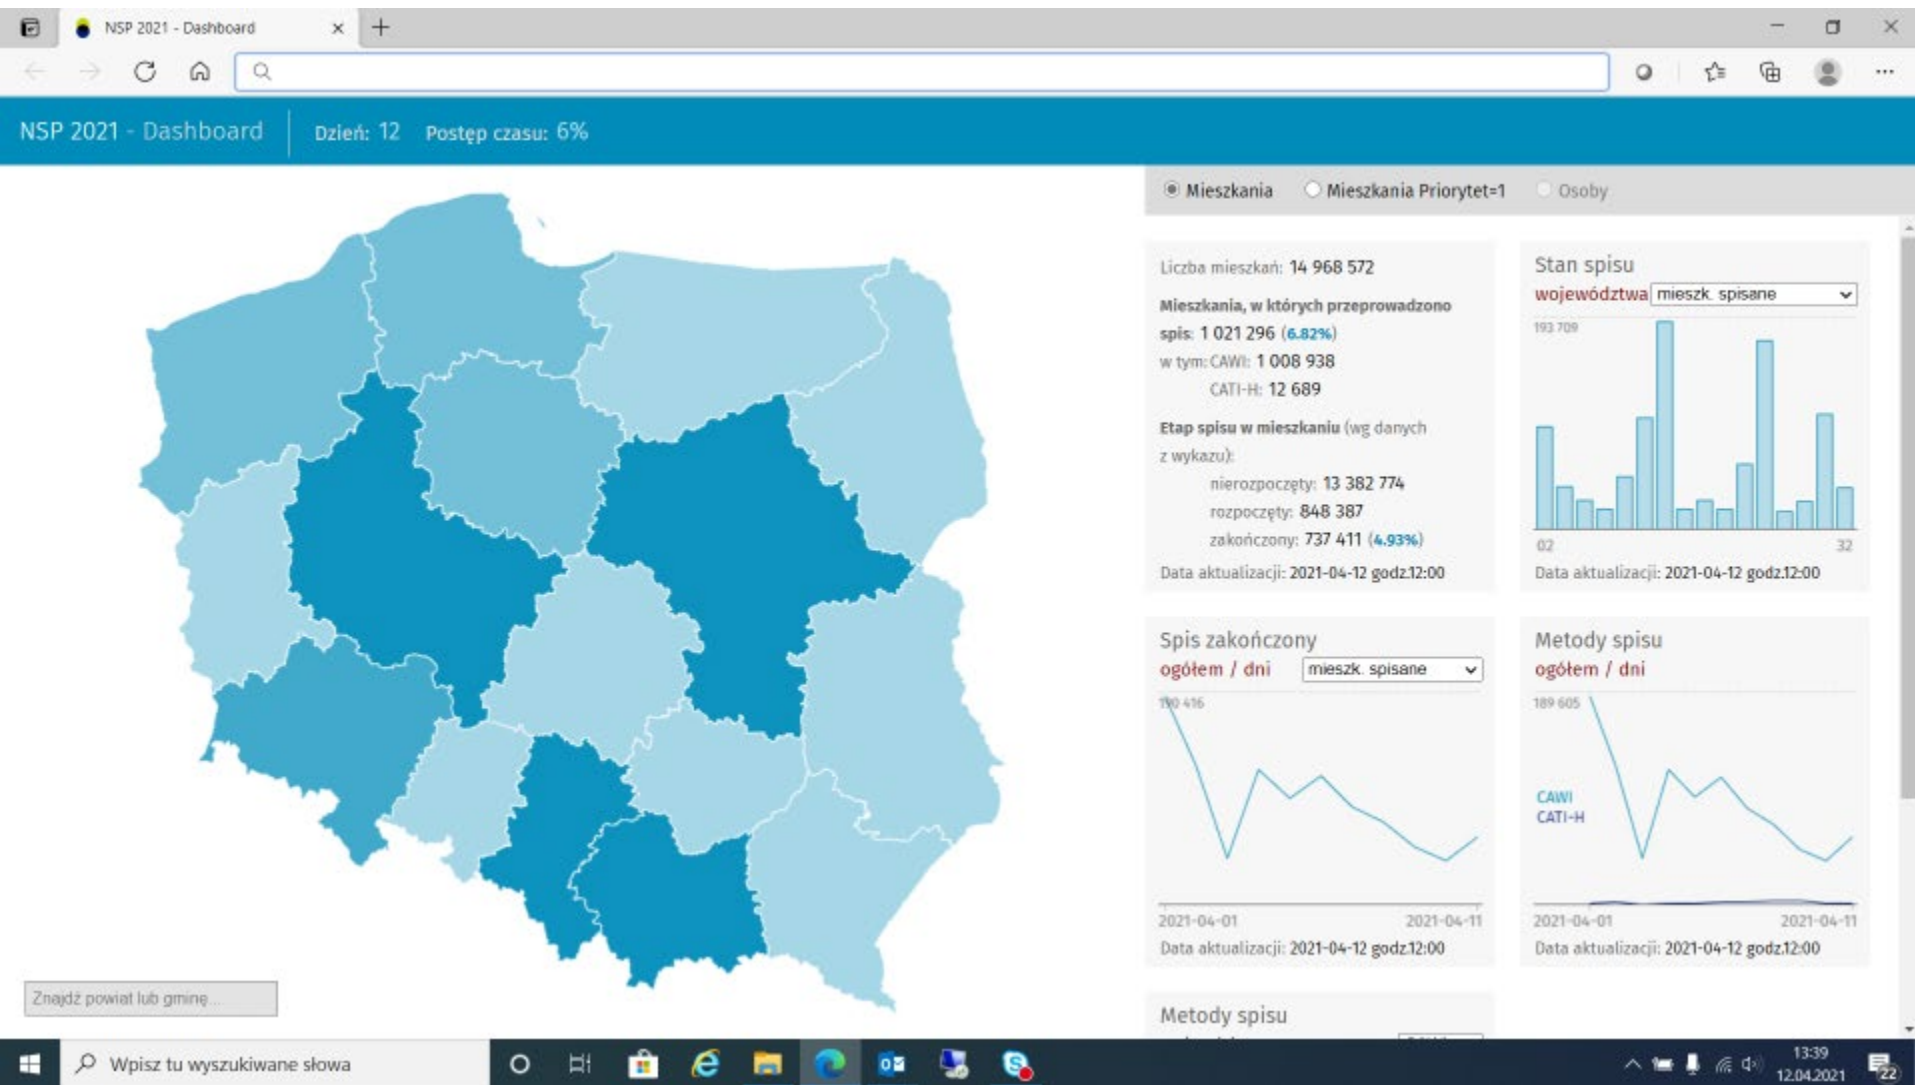 NSP 2021 - Dashboard
NSP 2021 - Dashboard
Dzień: 12 Postęp czasu: 6%
Mieszkania Mieszkania Priorytet=1 Osoby
Liczba mieszkań: 14 968 572
Mieszkania, w których przeprowadzono
spis: 1 021 296 (6.82%)
w tym: CAWI: 1 008 938
CATI-H: 12 689
Etap spisu w mieszkaniu (wg danych
z wykazu):
nierozpoczęty: 13 382 774
rozpoczęty: 848 387
zakończony: 737 411 (4.93%)
Data aktualizacji: 2021-04-12 godz.12:00
Stan spisu
województwa mieszk. spisane
193 709
02 32
Data aktualizacji: 2021-04-12 godz.12:00
Spis zakończony
ogółem / dni mieszk. spisane
190 416
2021-04-01 2021-04-11
Data aktualizacji: 2021-04-12 godz.12:00
Metody spisu
ogółem / dni
189 605
CAWI
CATI-H
2021-04-01 2021-04-11
Data aktualizacji: 2021-04-12 godz.12:00
Metody spisu
Znajdź powiat lub gminę...
Wpisz tu wyszukiwane słowa
13:39
12.04.2021
22